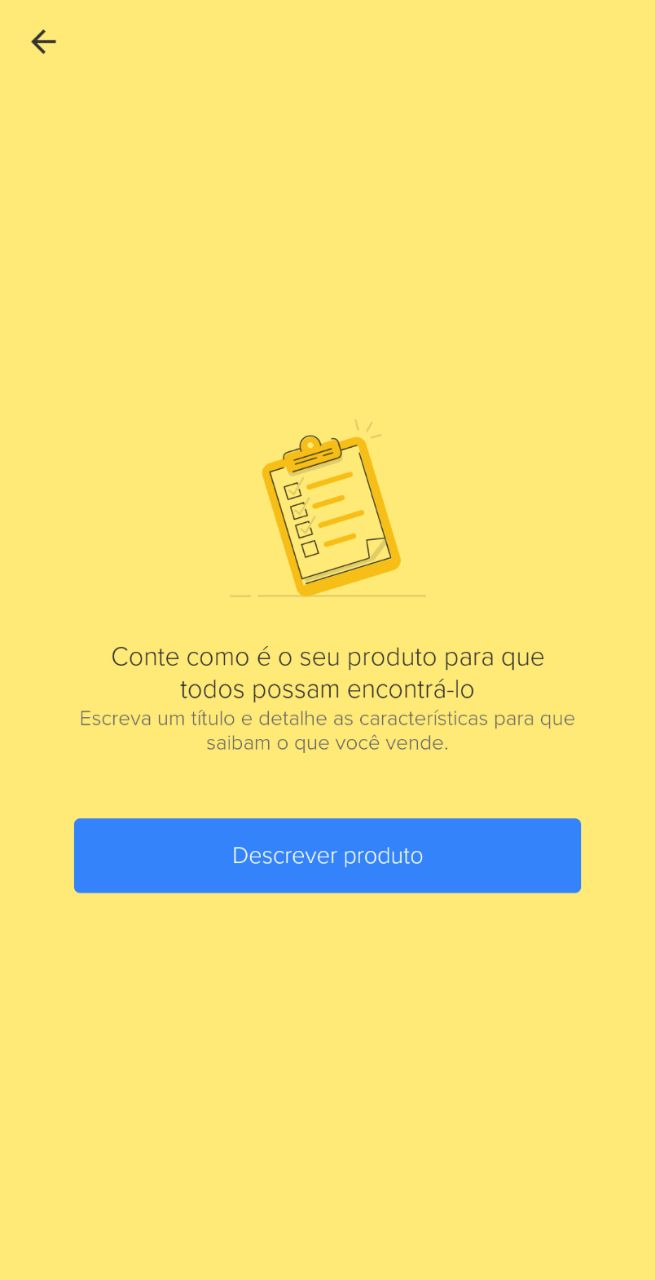 Conte como é o seu produto para que
todos possam encontrá-lo
Escreva um título e detalhe as características para que
saibam o que você vende.
Descrever produto